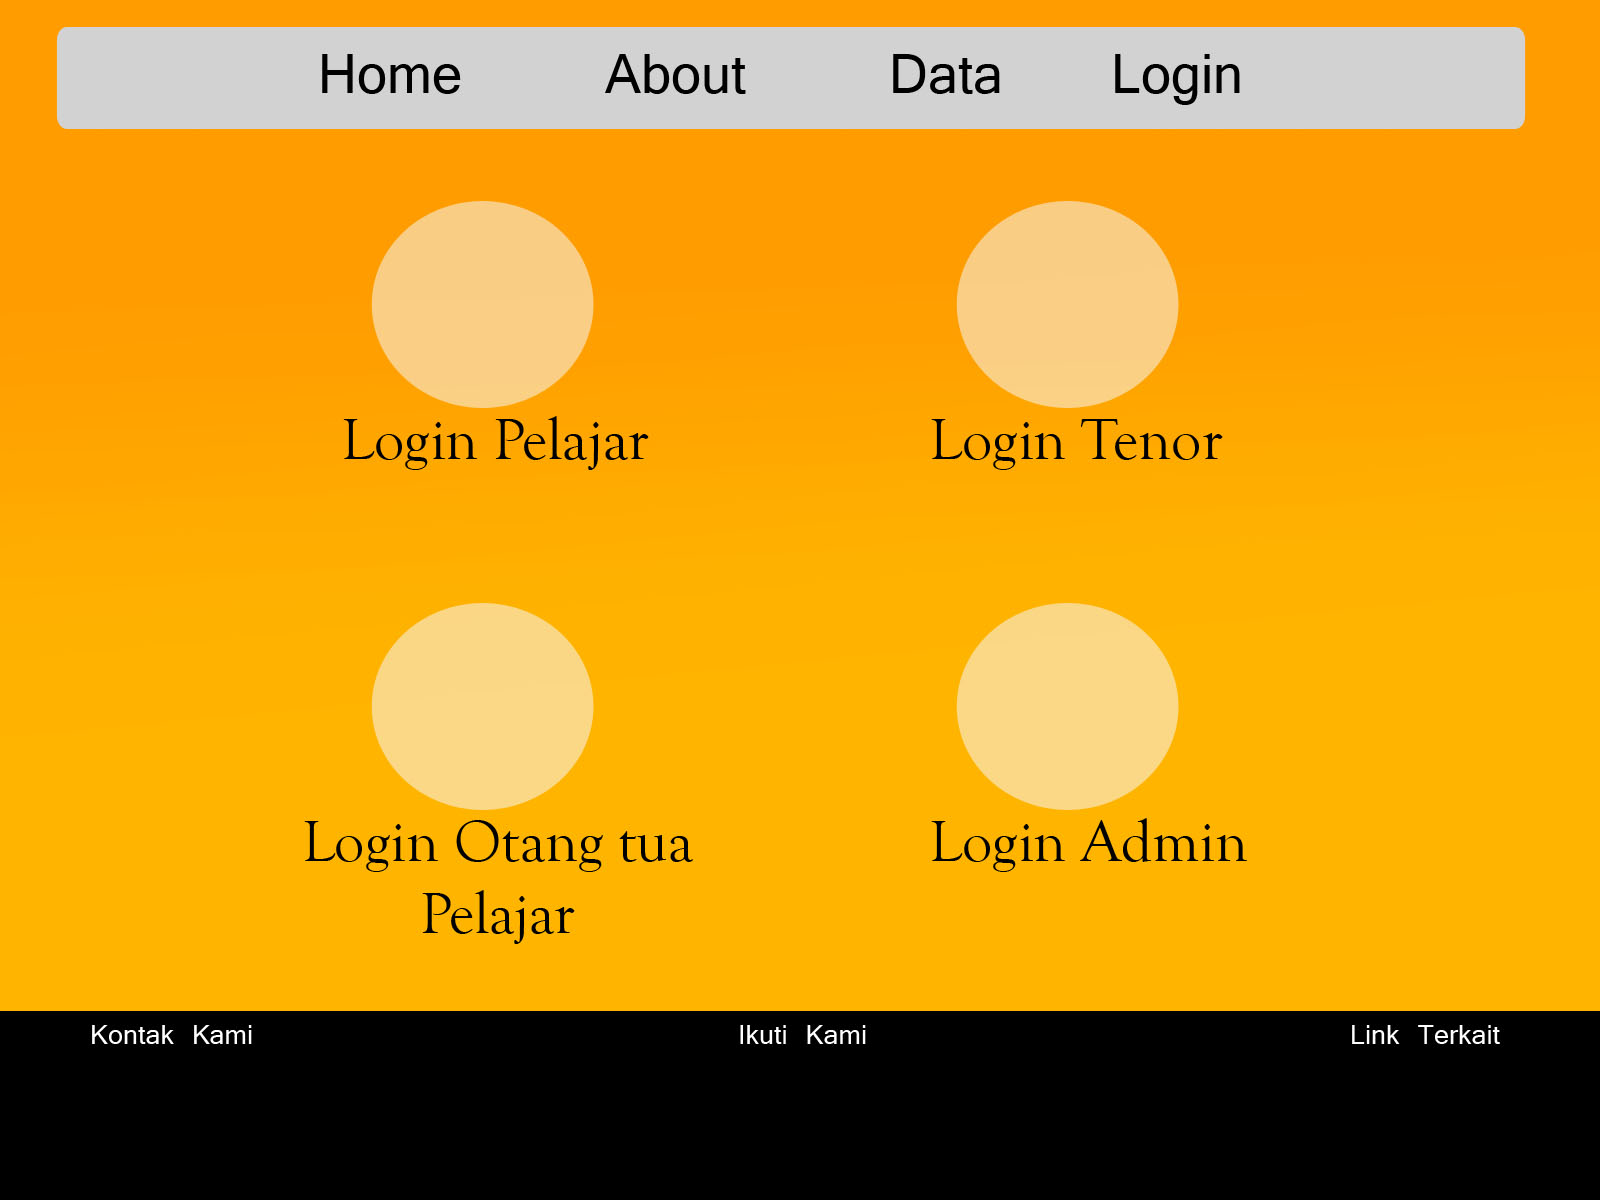 Home About Data Login
Login Pelajar
Login Tenor
Login Otang tua
Pelajar
Login Admin
Kontak Kami
Ikuti Kami
Link Terkait